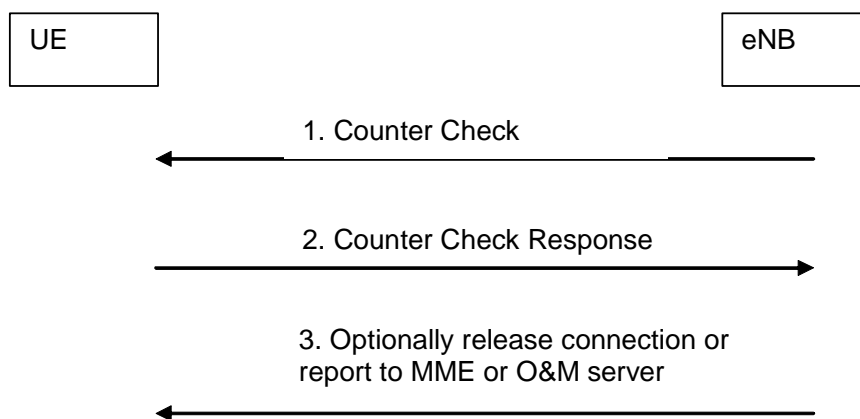 UE
eNB
1. Counter Check
2. Counter Check Response
3. Optionally release connection or
report to MME or O&M server